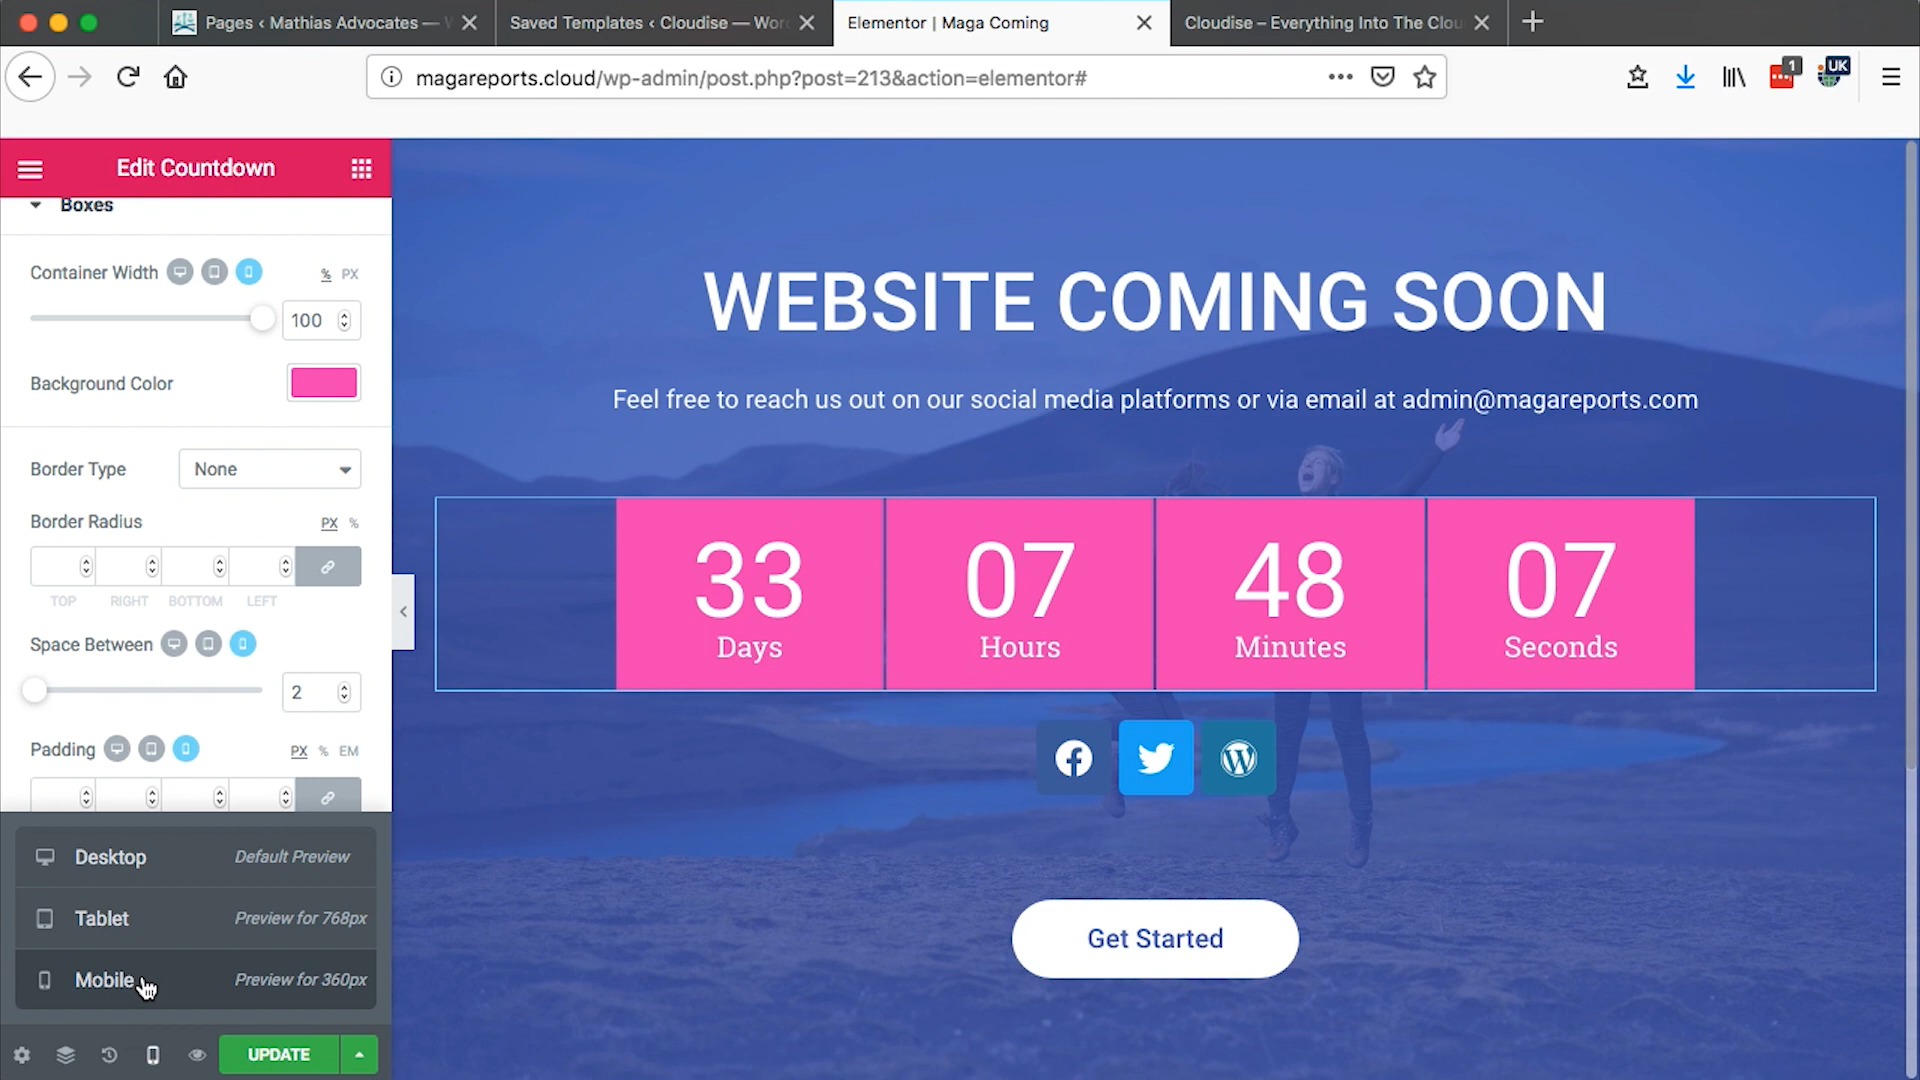 Pages ‹ Mathias Advocates — W
Saved Templates ‹ Cloudise — Wor
Elementor | Maga Coming
Cloudise – Everything Into The Clou
magareports.cloud/wp-admin/post.php?post=213&action=elementor#
1
UK
Edit Countdown
Boxes
Container Width
% PX
100
Background Color
Border Type
None
Border Radius
PX %
TOP RIGHT BOTTOM LEFT
Space Between
2
Padding
PX % EM
Desktop
Default Preview
Tablet
Preview for 768px
Mobile
Preview for 360px
UPDATE
WEBSITE COMING SOON
Feel free to reach us out on our social media platforms or via email at admin@magareports.com
33 07 48 07
Days Hours Minutes Seconds
Get Started